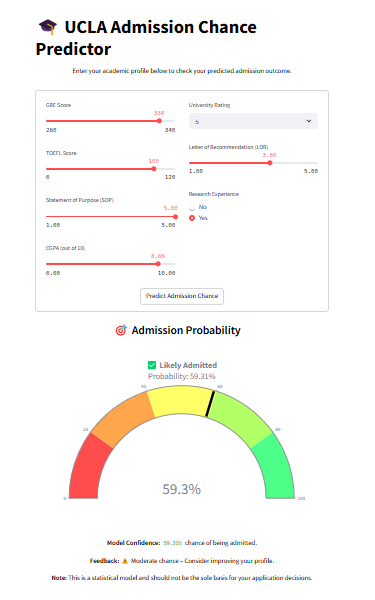 🎓 UCLA Admission Chance
Predictor
Enter your academic profile below to check your predicted admission outcome.
GRE Score
330
260
340
University Rating
5
TOEFL Score
100
0
120
Letter of Recommendation (LOR)
3.50
1.00
5.00
Statement of Purpose (SOP)
5.00
1.00
5.00
Research Experience
No
Yes
CGPA (out of 10)
8.66
0.00
10.00
Predict Admission Chance
🎯 Admission Probability
✅ Likely Admitted
Probability: 59.31%
0
20
40
60
80
100
59.3%
Model Confidence: 59.31% chance of being admitted.
Feedback: ⚠️ Moderate chance – Consider improving your profile.
Note: This is a statistical model and should not be the sole basis for your application decisions.